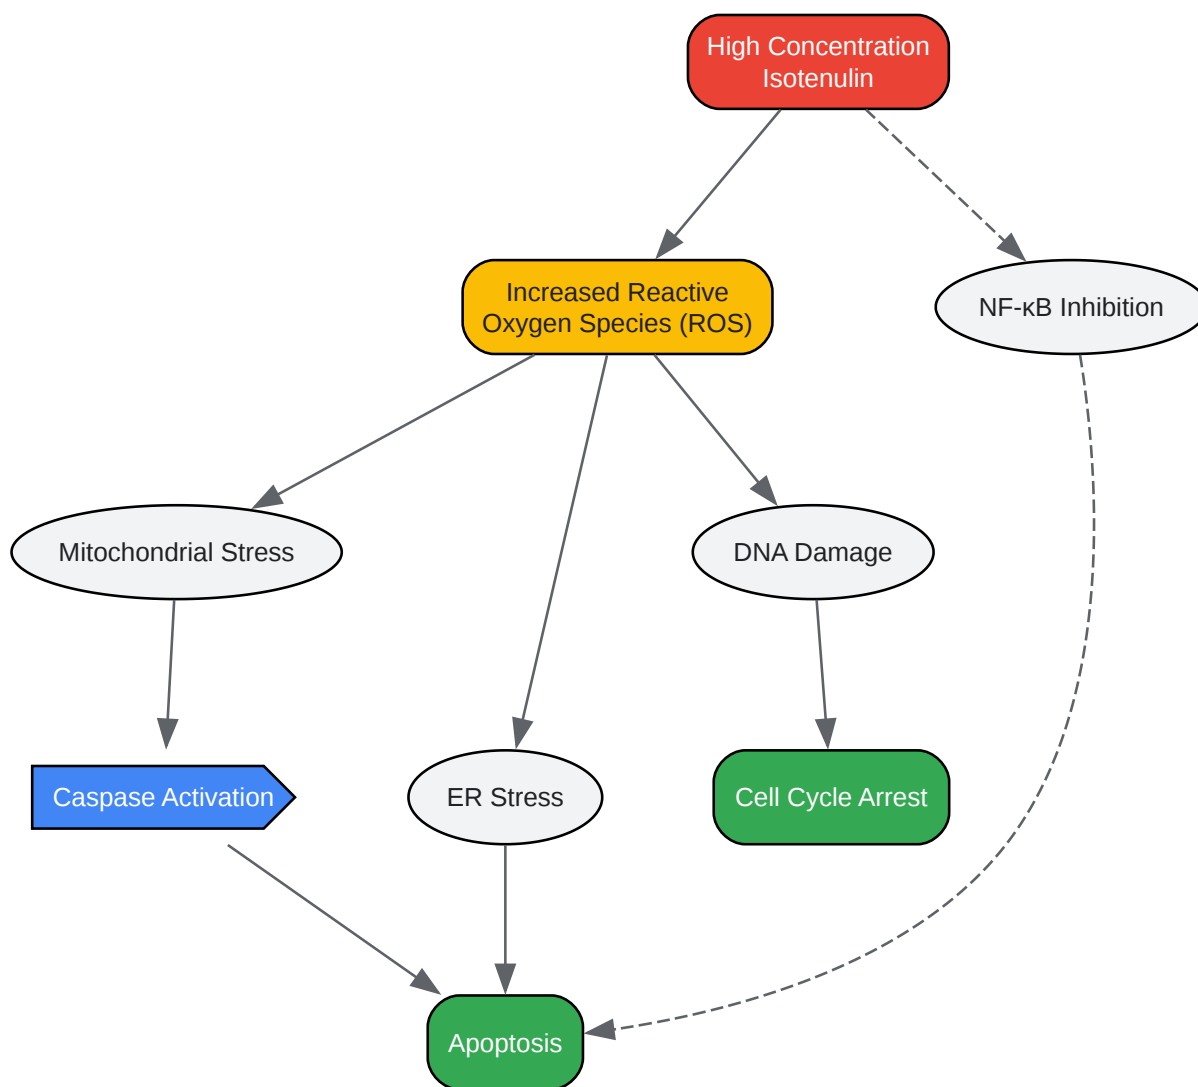 High Concentration
Isotenulin
Increased Reactive
Oxygen Species (ROS)
NF-κB Inhibition
Mitochondrial Stress
DNA Damage
Caspase Activation
ER Stress
Cell Cycle Arrest
Apoptosis